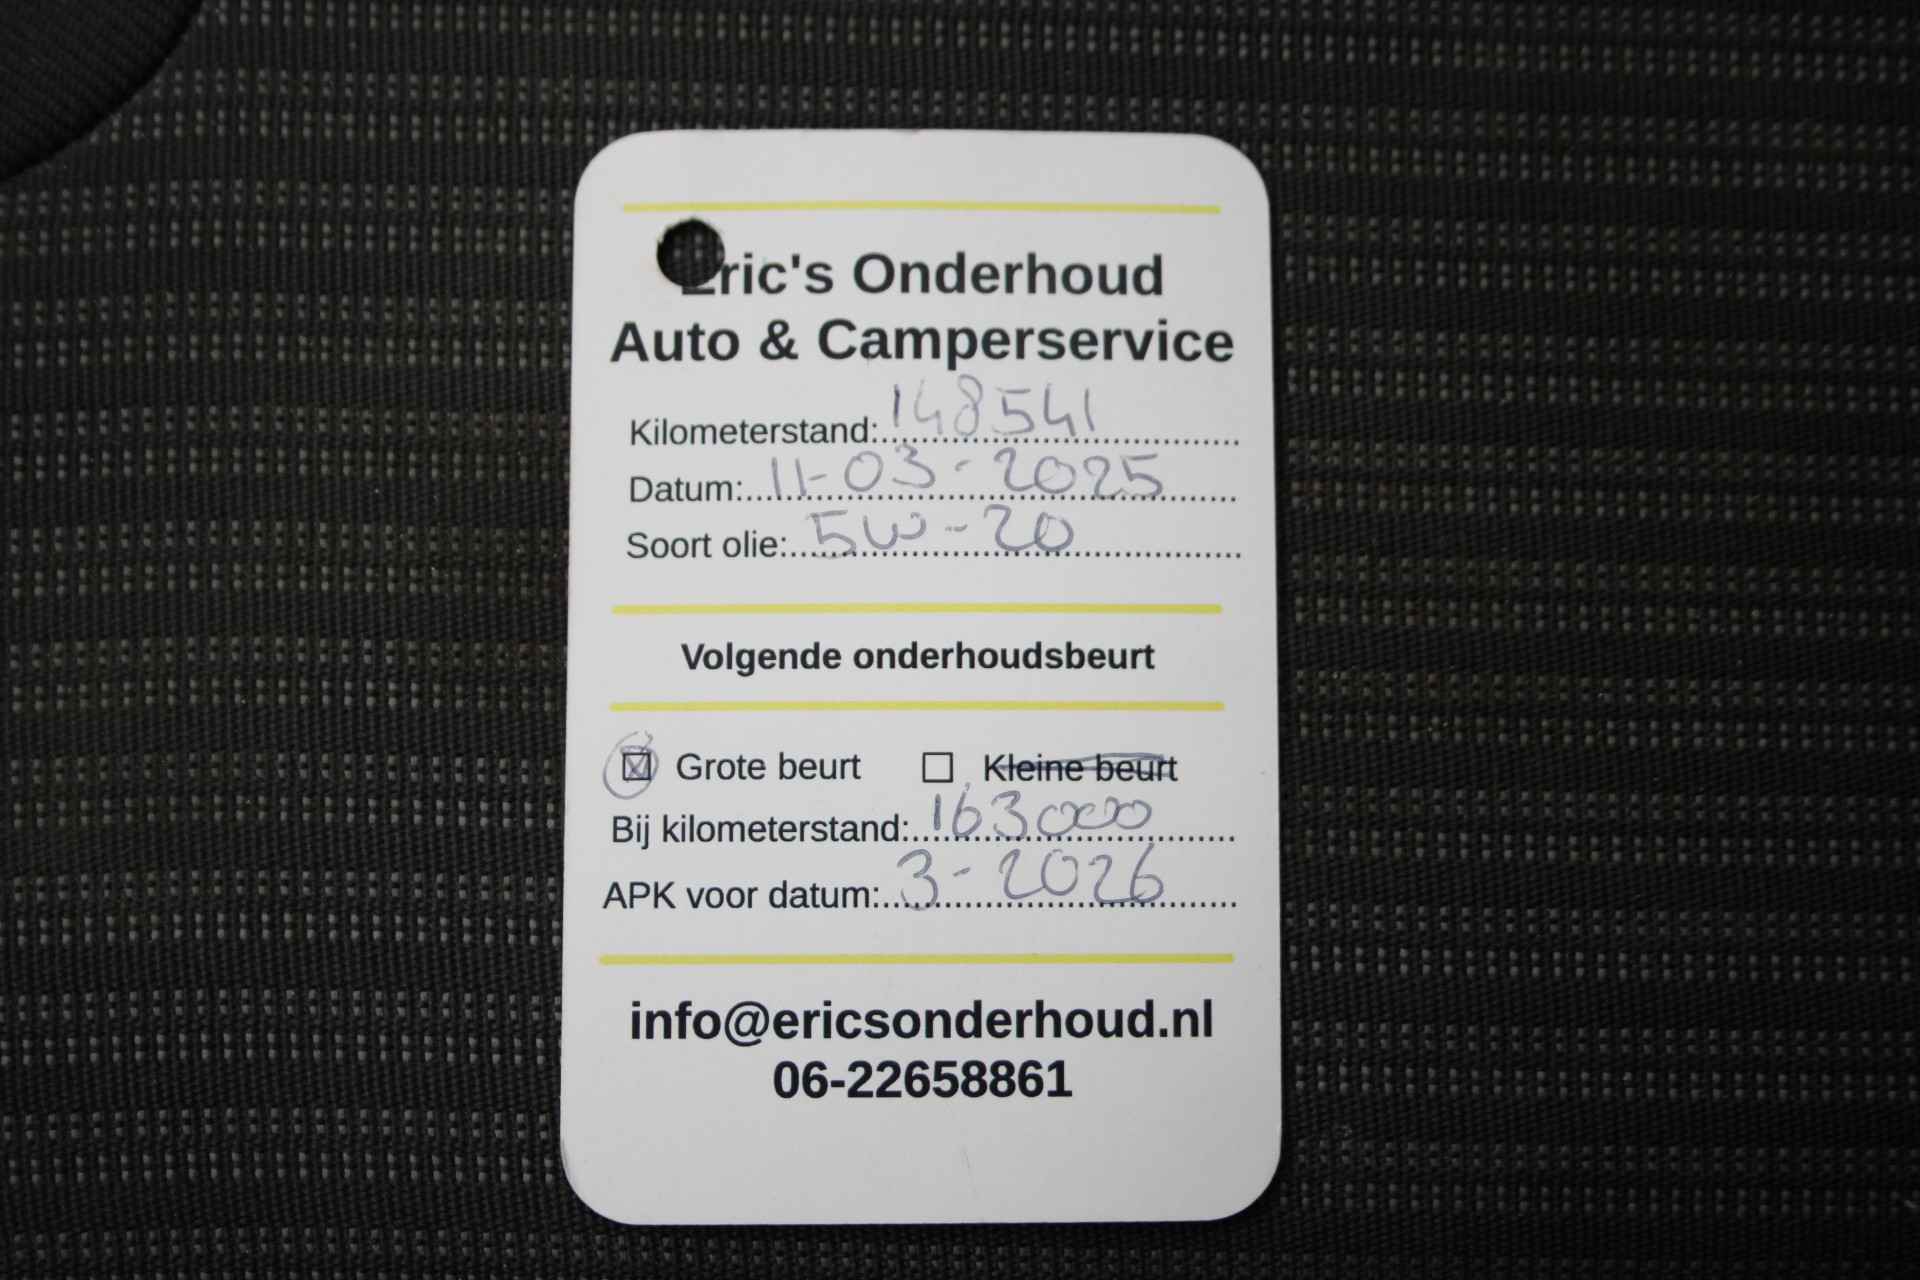 Eric's Onderhoud
Auto & Camperservice
Kilometerstand: 148541
Datum: 11-03-2025
Soort olie: 5W-20
Volgende onderhoudsbeurt
☒ Grote beurt ☐ Kleine beurt
Bij kilometerstand: 163000
APK voor datum: 3-2026
info@ericsonderhoud.nl
06-22658861